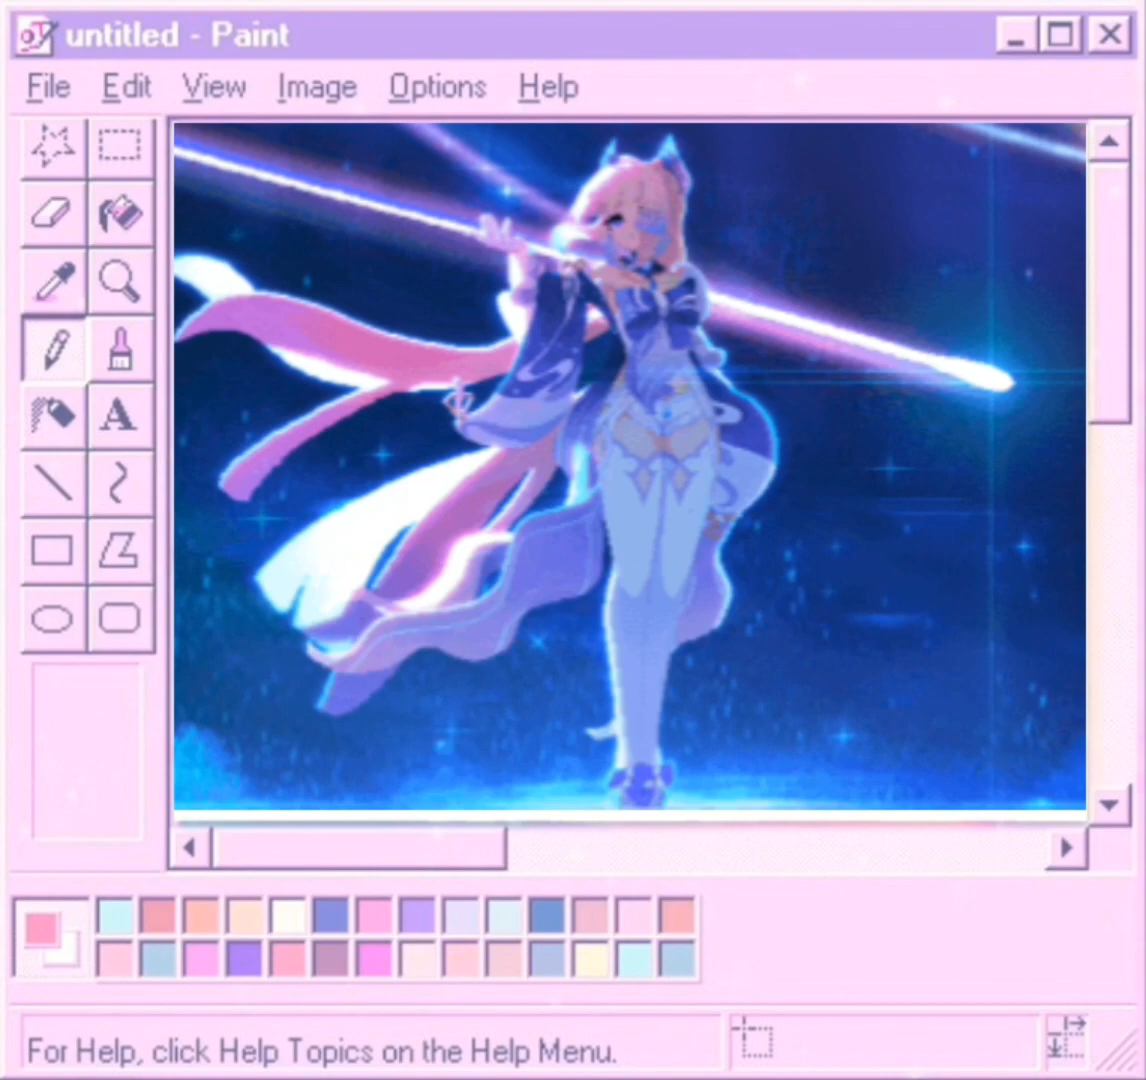 untitled - Paint
File Edit View Image Options Help
A
For Help, click Help Topics on the Help Menu.